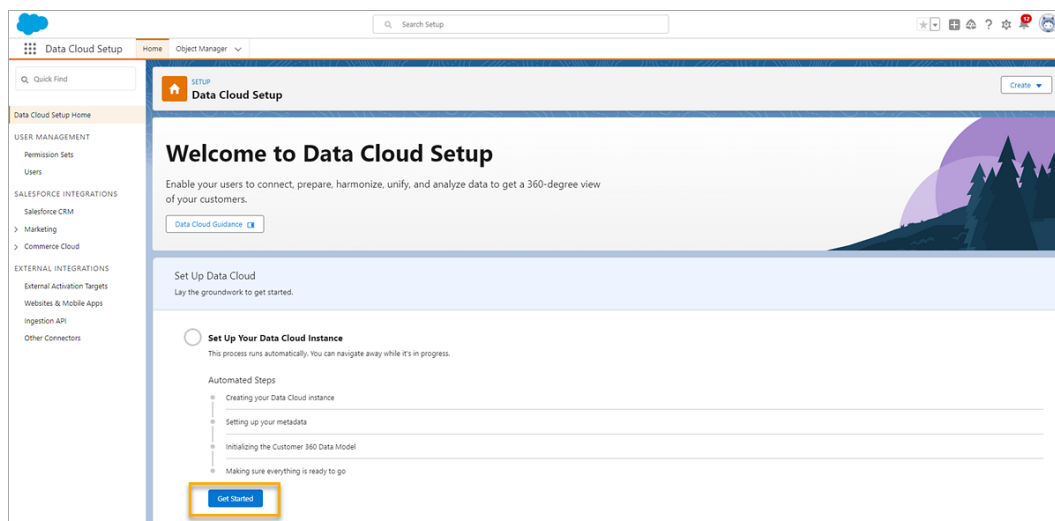 Search Setup
12
Data Cloud Setup
Home
Object Manager
Quick Find
Data Cloud Setup Home
USER MANAGEMENT
Permission Sets
Users
SALESFORCE INTEGRATIONS
Salesforce CRM
Marketing
Commerce Cloud
EXTERNAL INTEGRATIONS
External Activation Targets
Websites & Mobile Apps
Ingestion API
Other Connectors
SETUP
Data Cloud Setup
Create
Welcome to Data Cloud Setup
Enable your users to connect, prepare, harmonize, unify, and analyze data to get a 360-degree view
of your customers.
Data Cloud Guidance
Set Up Data Cloud
Lay the groundwork to get started.
Set Up Your Data Cloud Instance
This process runs automatically. You can navigate away while it's in progress.
Automated Steps
Creating your Data Cloud instance
Setting up your metadata
Initializing the Customer 360 Data Model
Making sure everything is ready to go
Get Started